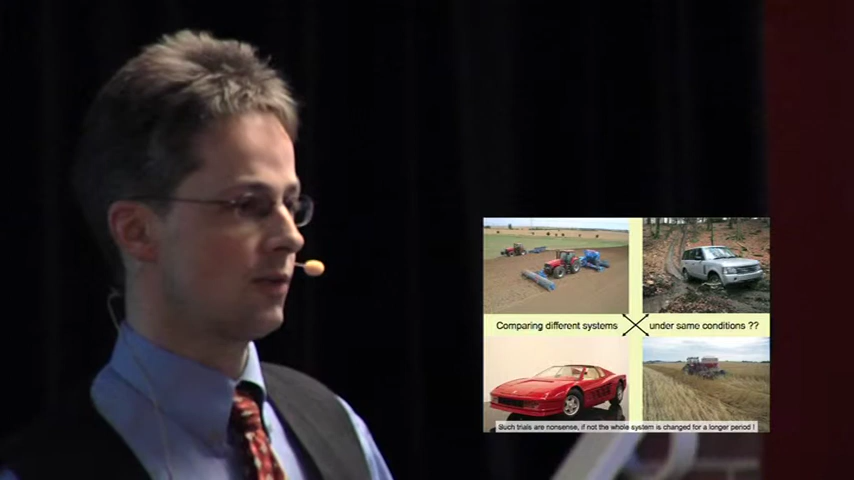 Comparing different systems under same conditions ??
Such trials are nonsense, if not the whole system is changed for a longer period !